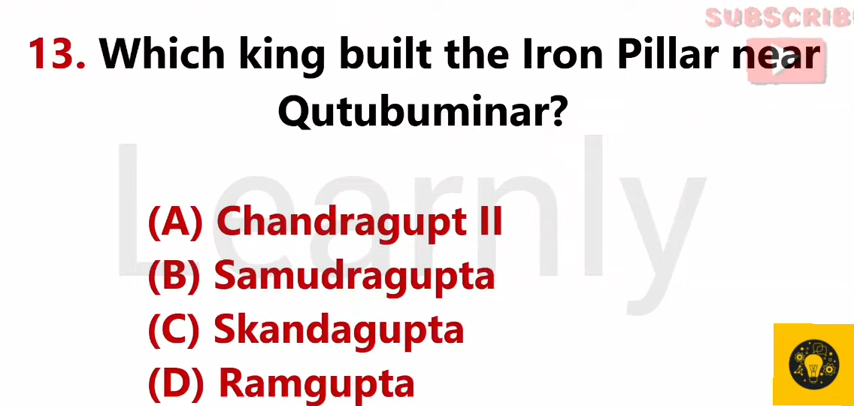 SUBSCRIB
13. Which king built the Iron Pillar near
Qutubuminar?
Learnly
(A) Chandragupt II
(B) Samudragupta
(C) Skandagupta
(D) Ramgupta